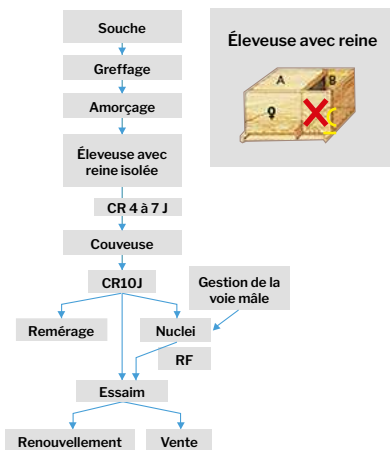 Souche
Greffage
Amorçage
Éleveuse avec
reine isolée
CR 4 à 7 J
Couveuse
CR10J
Gestion de la
voie mâle
Remérage
Nuclei
RF
Essaim
Renouvellement
Vente
Éleveuse avec reine
A
B